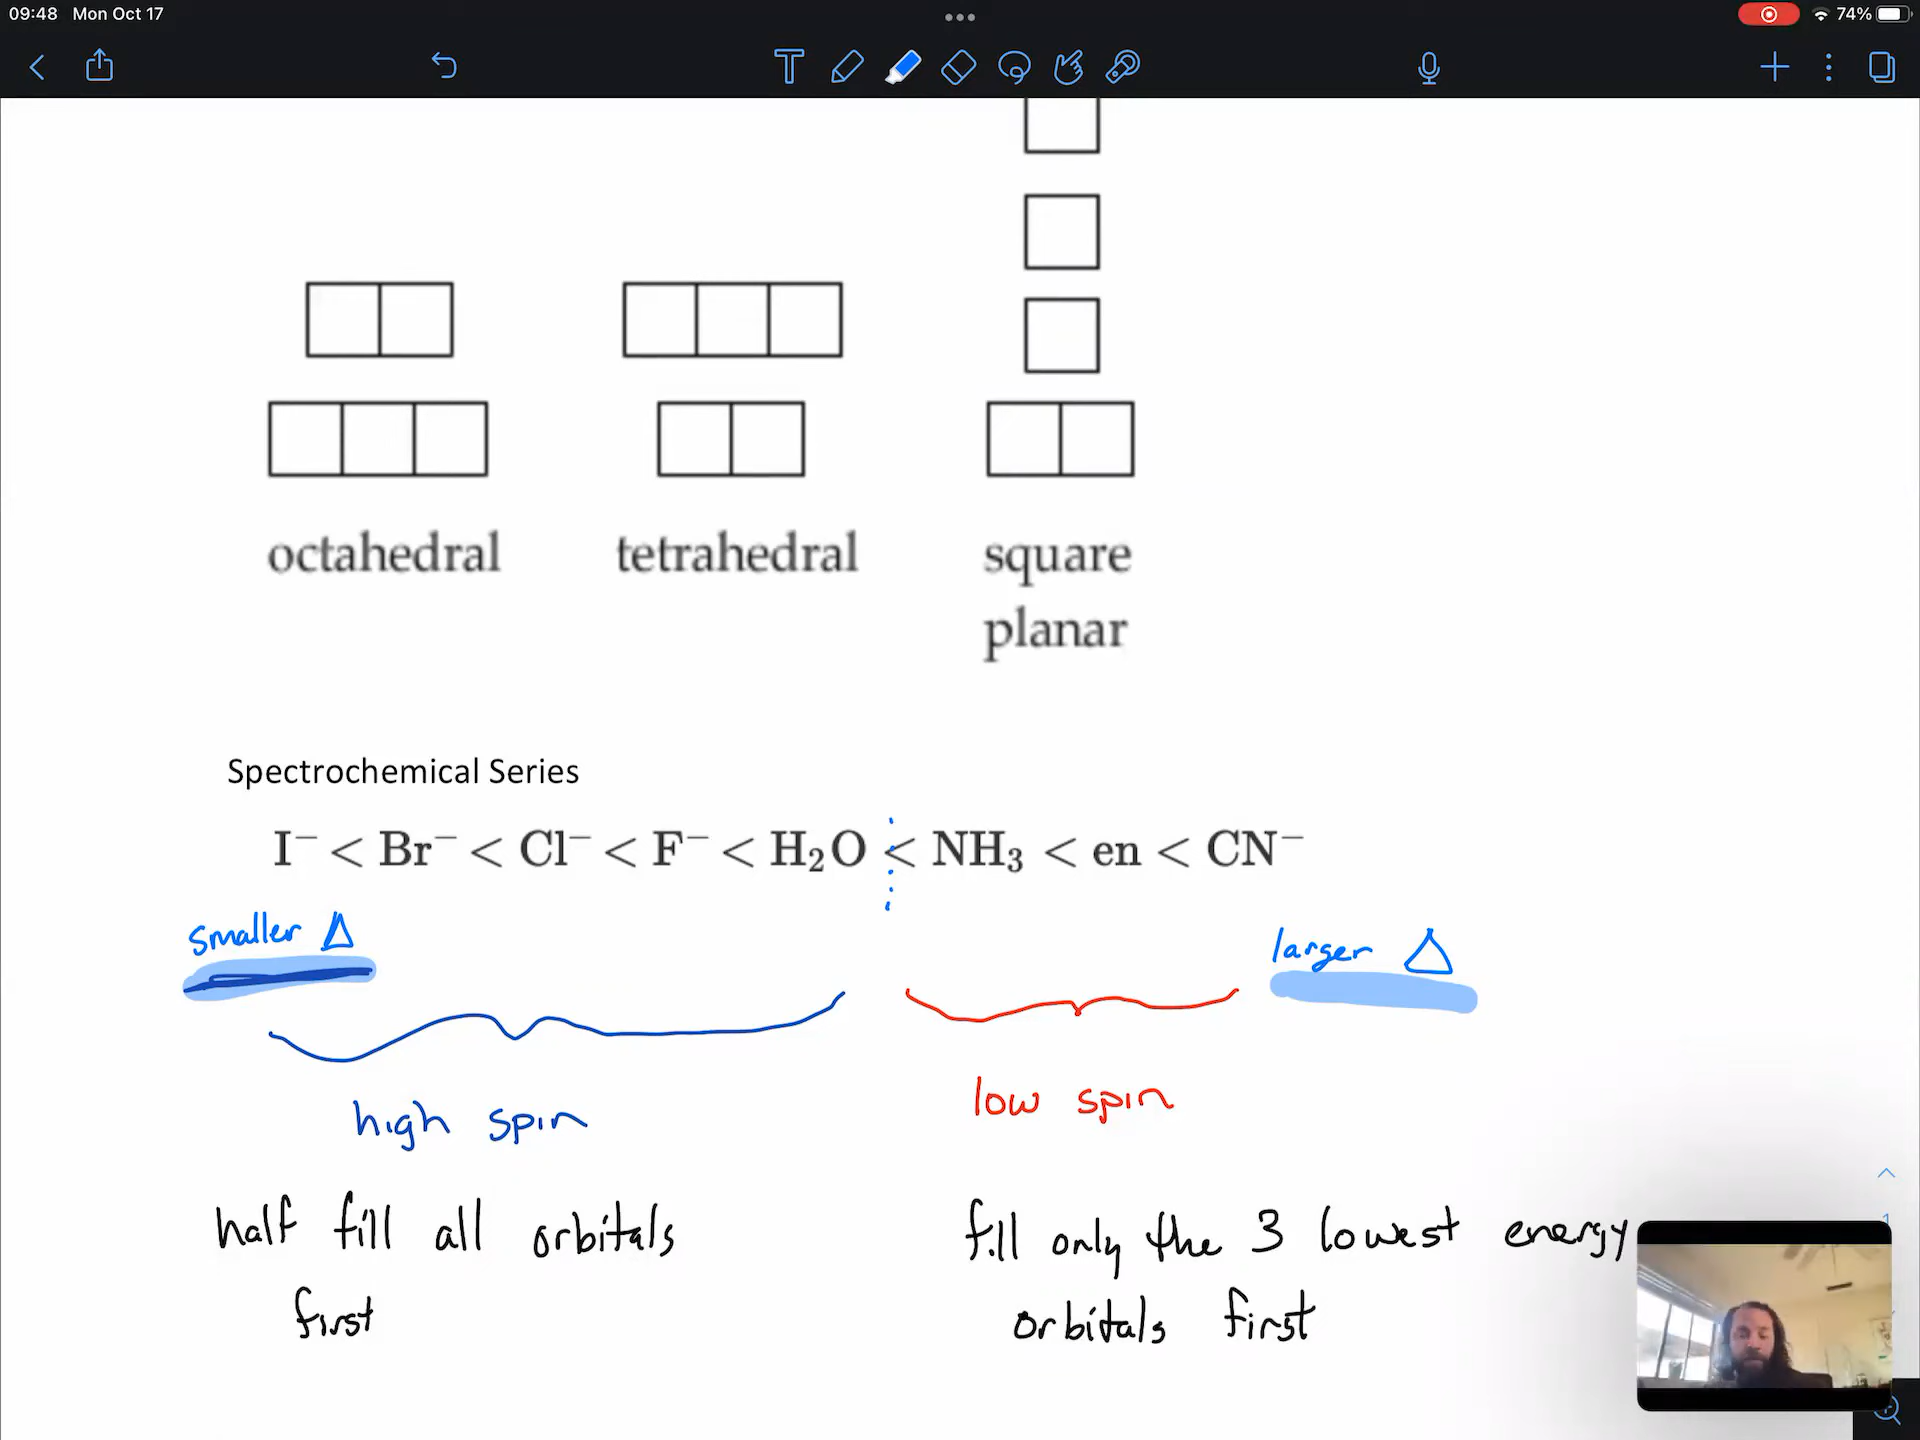 09:48 Mon Oct 17
74%
octahedral
tetrahedral
square
planar
Spectrochemical Series
I⁻ < Br⁻ < Cl⁻ < F⁻ < H₂O < NH₃ < en < CN⁻
smaller Δ
larger Δ
high spin
low spin
half fill all orbitals
first
fill only the 3 lowest energy
orbitals first